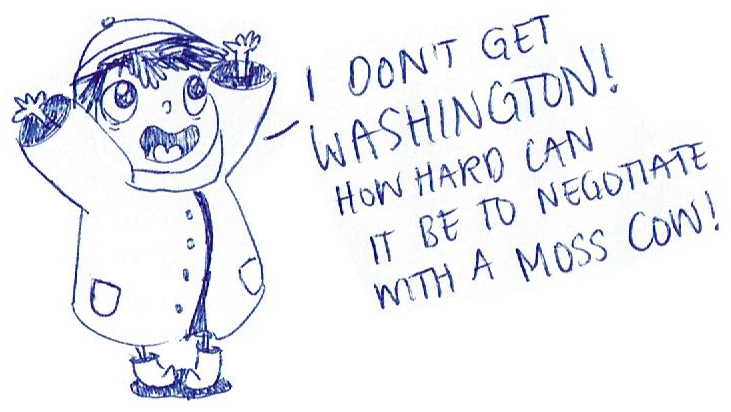 I DON'T GET
WASHINGTON!
HOW HARD CAN
IT BE TO NEGOTIATE
WITH A MOSS COW!